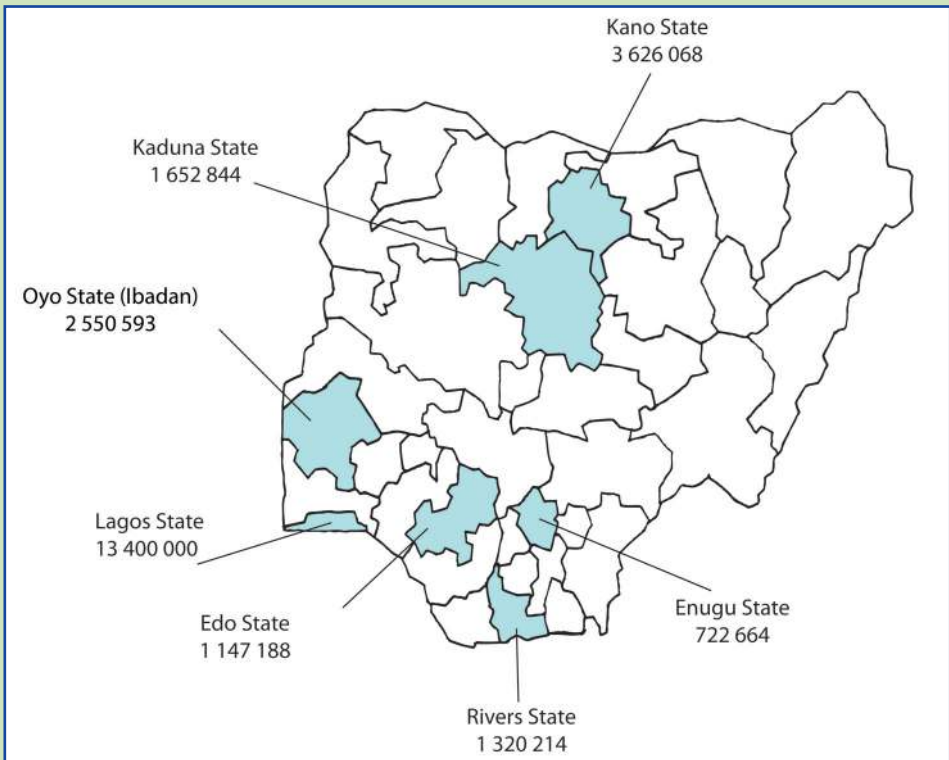 Kano State
3 626 068
Kaduna State
1 652 844
Oyo State (Ibadan)
2 550 593
Lagos State
13 400 000
Edo State
1 147 188
Enugu State
722 664
Rivers State
1 320 214